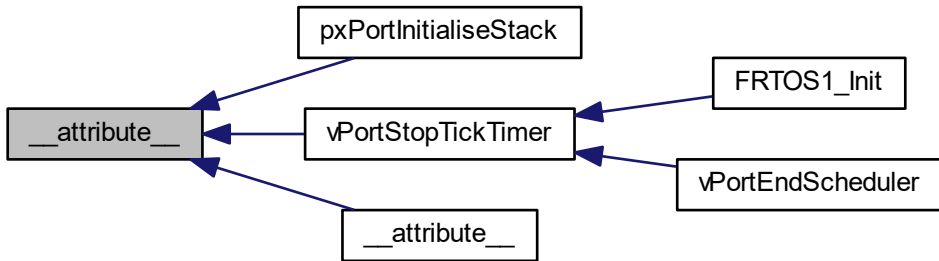 pxPortInitialiseStack
FRTOS1_Init
__attribute__
vPortStopTickTimer
vPortEndScheduler
__attribute__